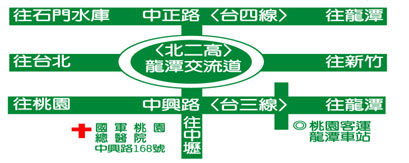 往石門水庫 中正路〈台四線〉 往龍潭
〈北二高〉
往台北 龍潭交流道 往新竹
往桃園 中興路〈台三線〉 往龍潭
往中壢
國軍桃園
總醫院
中興路168號
◎桃園客運
龍潭車站